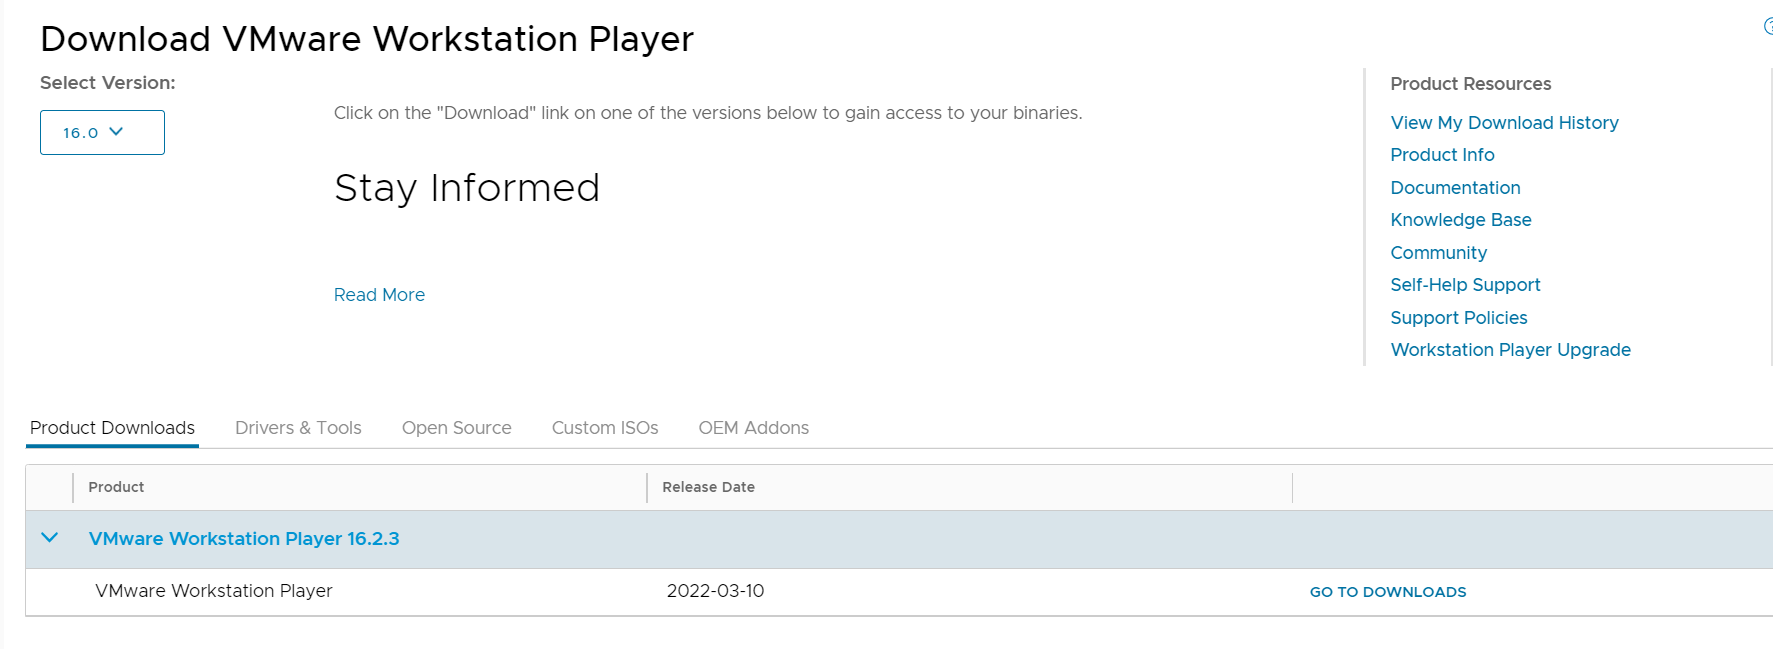 Download VMware Workstation Player
Select Version:
16.0
Click on the "Download" link on one of the versions below to gain access to your binaries.
Stay Informed
Read More
Product Resources
View My Download History
Product Info
Documentation
Knowledge Base
Community
Self-Help Support
Support Policies
Workstation Player Upgrade
Product Downloads Drivers & Tools Open Source Custom ISOs OEM Addons
Product Release Date
VMware Workstation Player 16.2.3
VMware Workstation Player 2022-03-10 GO TO DOWNLOADS